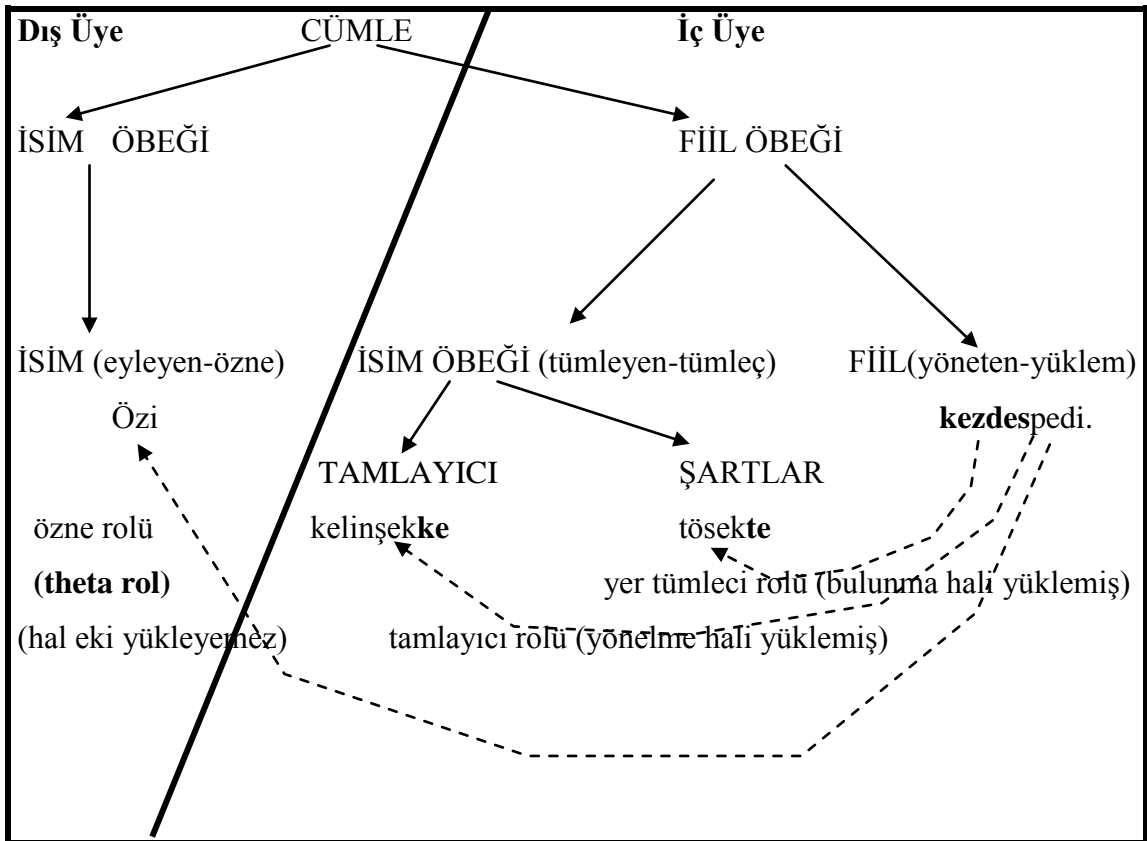 Dış Üye CÜMLE İç Üye
İSİM ÖBEĞİ FİİL ÖBEĞİ
İSİM (eyleyen-özne) İSİM ÖBEĞİ (tümleyen-tümleç) FİİL(yöneten-yüklem)
Özi kezdespedi.
TAMLAYICI ŞARTLAR
özne rolü kelinşekke tösekte
(theta rol) yer tümleci rolü (bulunma hali yüklemiş)
(hal eki yükleyemez) tamlayıcı rolü (yönelme hali yüklemiş)